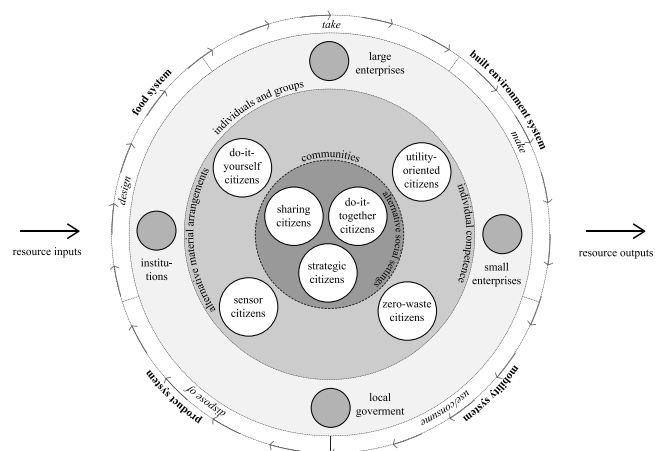 take
large
enterprises
food system
built environment system
individuals and groups
make
do-it-
yourself
citizens
communities
utility-
oriented
citizens
design
alternative material arrangements
sharing
citizens
do-it-
together
citizens
alternative social settings
individual competence
resource inputs
institu-
tions
strategic
citizens
small
enterprises
resource outputs
sensor
citizens
zero-waste
citizens
product system
dispose of
local
goverment
use/consume
mobility system